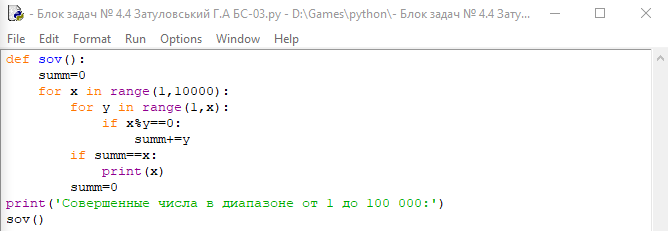 - Блок задач № 4.4 Затуловський Г.А БС-03.py - D:\Games\python\- Блок задач № 4.4 Зату...
File Edit Format Run Options Window Help
def sov():
    summ=0
    for x in range(1,10000):
        for y in range(1,x):
            if x%y==0:
                summ+=y
        if summ==x:
            print(x)
        summ=0
print('Совершенные числа в диапазоне от 1 до 100 000:')
sov()